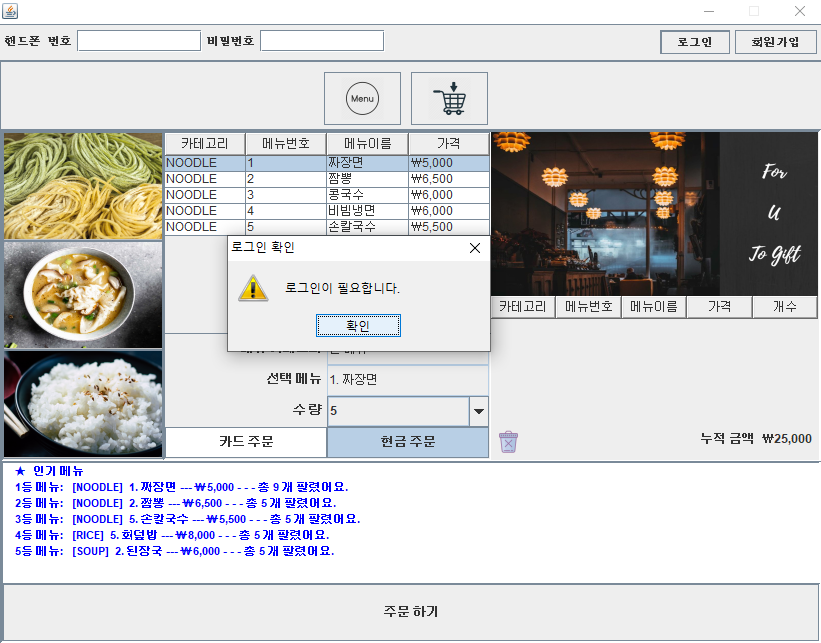 핸드폰 번호 비밀번호 로그인 회원가입
Menu
카테고리 메뉴번호 메뉴이름 가격
NOODLE 1 짜장면 ₩5,000
NOODLE 2 짬뽕 ₩6,500
NOODLE 3 콩국수 ₩6,000
NOODLE 4 비빔냉면 ₩6,000
NOODLE 5 손칼국수 ₩5,500
For
U
To Gift
로그인 확인
로그인이 필요합니다.
확인
카테고리 메뉴번호 메뉴이름 가격 개수
선택 메뉴 1. 짜장면
수량 5
카드 주문 현금 주문
누적 금액 ₩25,000
★ 인기 메뉴
1등 메뉴: [NOODLE] 1. 짜장면 --- ₩5,000 - - - 총 9 개 팔렸어요.
2등 메뉴: [NOODLE] 2. 짬뽕 --- ₩6,500 - - - 총 5 개 팔렸어요.
3등 메뉴: [NOODLE] 5. 손칼국수 --- ₩5,500 - - - 총 5 개 팔렸어요.
4등 메뉴: [RICE] 5. 회덮밥 --- ₩8,000 - - - 총 5 개 팔렸어요.
5등 메뉴: [SOUP] 2. 된장국 --- ₩6,000 - - - 총 5 개 팔렸어요.
주문 하기